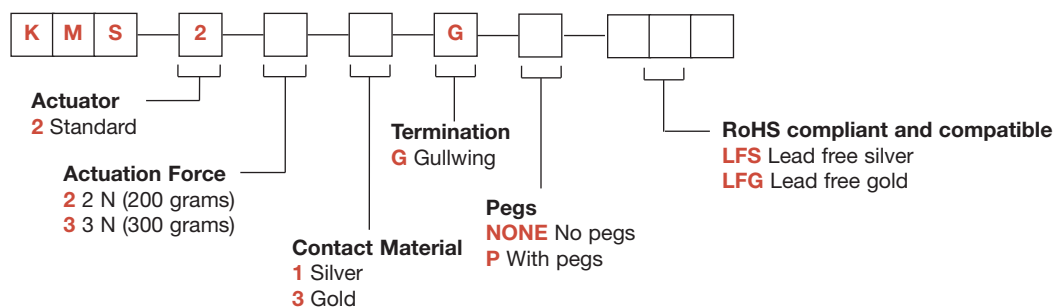 K M S 2 G
Actuator
2 Standard
Actuation Force
2 2 N (200 grams)
3 3 N (300 grams)
Contact Material
1 Silver
3 Gold
Termination
G Gullwing
Pegs
NONE No pegs
P With pegs
RoHS compliant and compatible
LFS Lead free silver
LFG Lead free gold